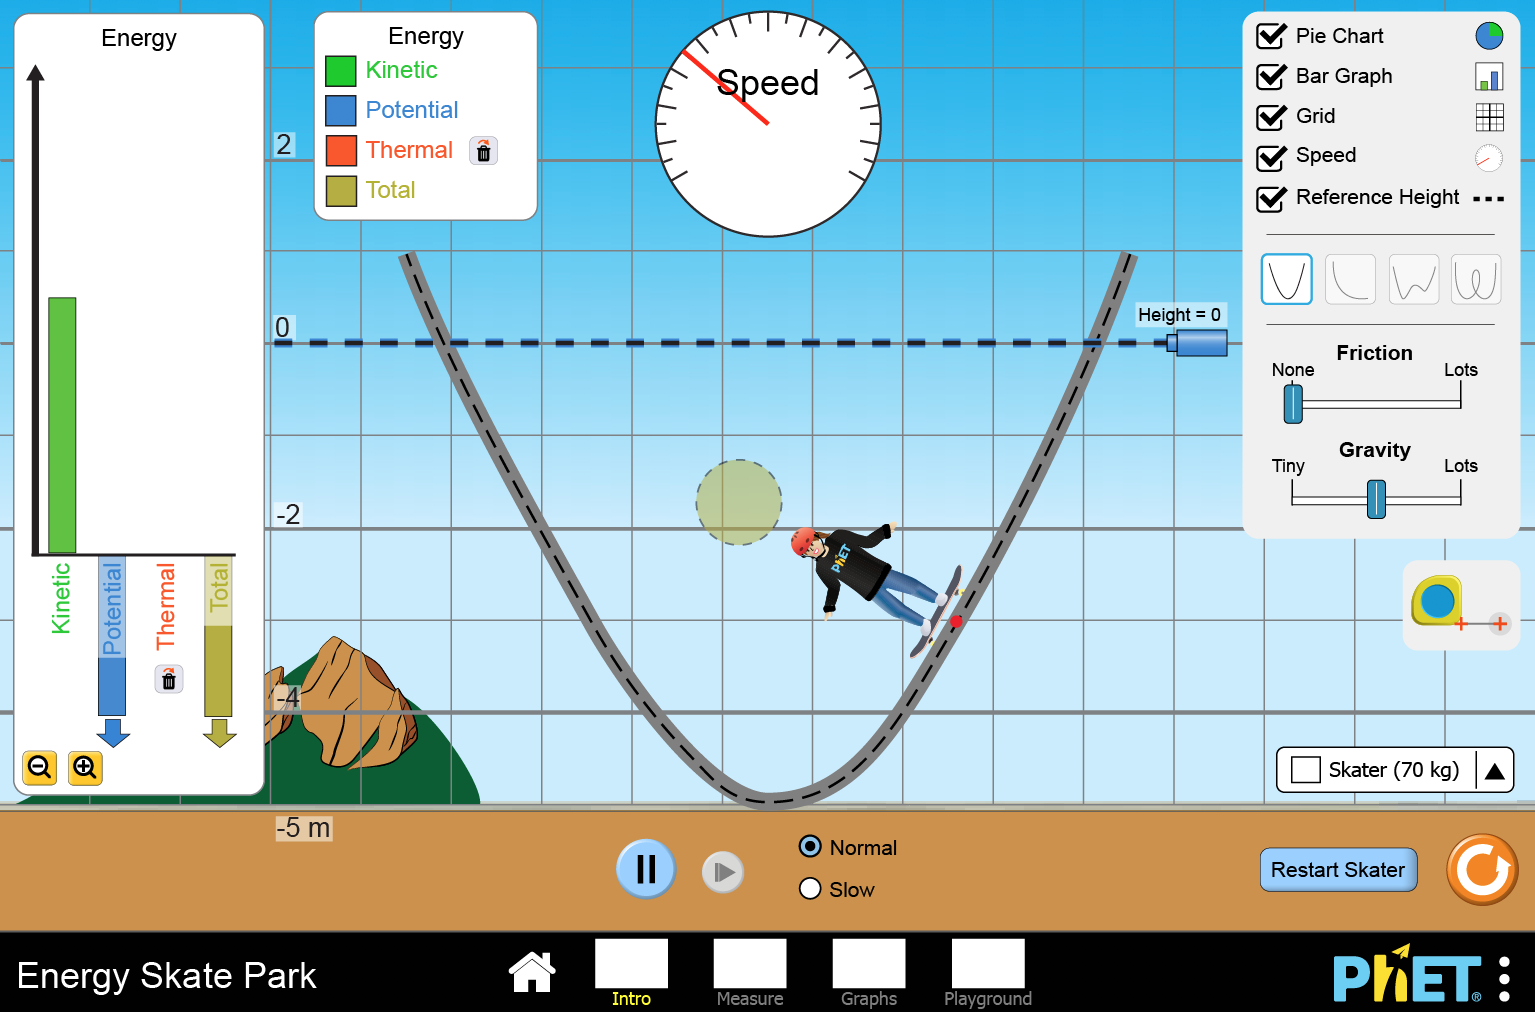 Energy
Kinetic
Potential
Thermal
Total
Energy
Kinetic
Potential
Thermal
Total
Speed
2
0
-2
-4
-5 m
Height = 0
PhET
Pie Chart
Bar Graph
Grid
Speed
Reference Height
Friction
None
Lots
Gravity
Tiny
Lots
Skater (70 kg)
Normal
Slow
Restart Skater
Energy Skate Park
Intro
Measure
Graphs
Playground
PhET®